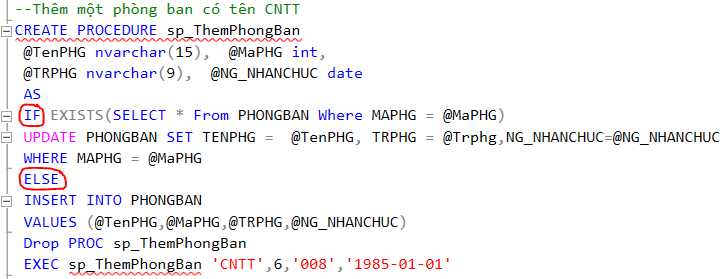 --Thêm một phòng ban có tên CNTT
CREATE PROCEDURE sp_ThemPhongBan
@TenPHG nvarchar(15), @MaPHG int,
@TRPHG nvarchar(9), @NG_NHANCHUC date
AS
IF EXISTS(SELECT * From PHONGBAN Where MAPHG = @MaPHG)
UPDATE PHONGBAN SET TENPHG = @TenPHG, TRPHG = @Trphg,NG_NHANCHUC=@NG_NHANCHUC
WHERE MAPHG = @MaPHG
ELSE
INSERT INTO PHONGBAN
VALUES (@TenPHG,@MaPHG,@TRPHG,@NG_NHANCHUC)
Drop PROC sp_ThemPhongBan
EXEC sp_ThemPhongBan 'CNTT',6,'008','1985-01-01'